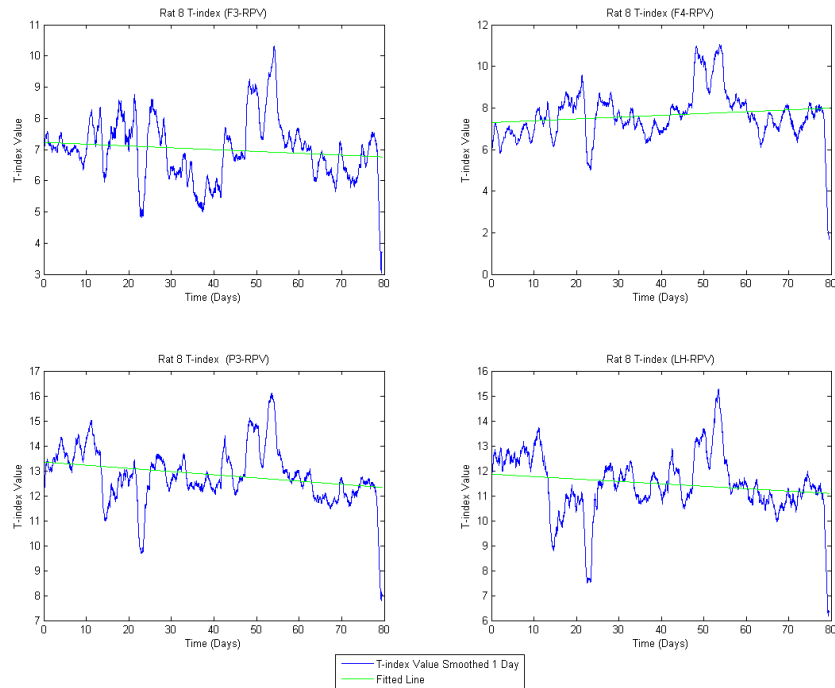 Rat 8 T-index (F3-RPV)
11
10
9
8
7
6
5
4
3
T-index Value
0 10 20 30 40 50 60 70 80
Time (Days)
Rat 8 T-index (F4-RPV)
12
10
8
6
4
2
0
T-index Value
0 10 20 30 40 50 60 70 80
Time (Days)
Rat 8 T-index (P3-RPV)
17
16
15
14
13
12
11
10
9
8
7
T-index Value
0 10 20 30 40 50 60 70 80
Time (Days)
Rat 8 T-index (LH-RPV)
16
15
14
13
12
11
10
9
8
7
6
T-index Value
0 10 20 30 40 50 60 70 80
Time (Days)
T-index Value Smoothed 1 Day
Fitted Line